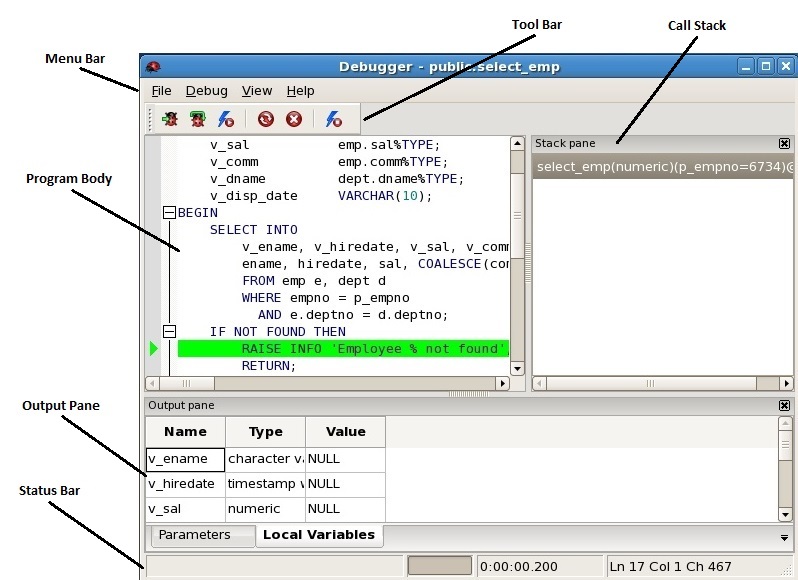 Tool Bar
Call Stack
Menu Bar
Debugger - public.select_emp
File Debug View Help
Program Body
v_sal emp.sal%TYPE;
v_comm emp.comm%TYPE;
v_dname dept.dname%TYPE;
v_disp_date VARCHAR(10);
BEGIN
SELECT INTO
v_ename, v_hiredate, v_sal, v_comm
ename, hiredate, sal, COALESCE(com
FROM emp e, dept d
WHERE empno = p_empno
AND e.deptno = d.deptno;
IF NOT FOUND THEN
RAISE INFO 'Employee % not found',
RETURN;
Stack pane
select_emp(numeric)(p_empno=6734)@
Output Pane
Output pane
Name Type Value
v_ename character va NULL
v_hiredate timestamp w NULL
v_sal numeric NULL
Status Bar
Parameters Local Variables
0:00:00.200 Ln 17 Col 1 Ch 467